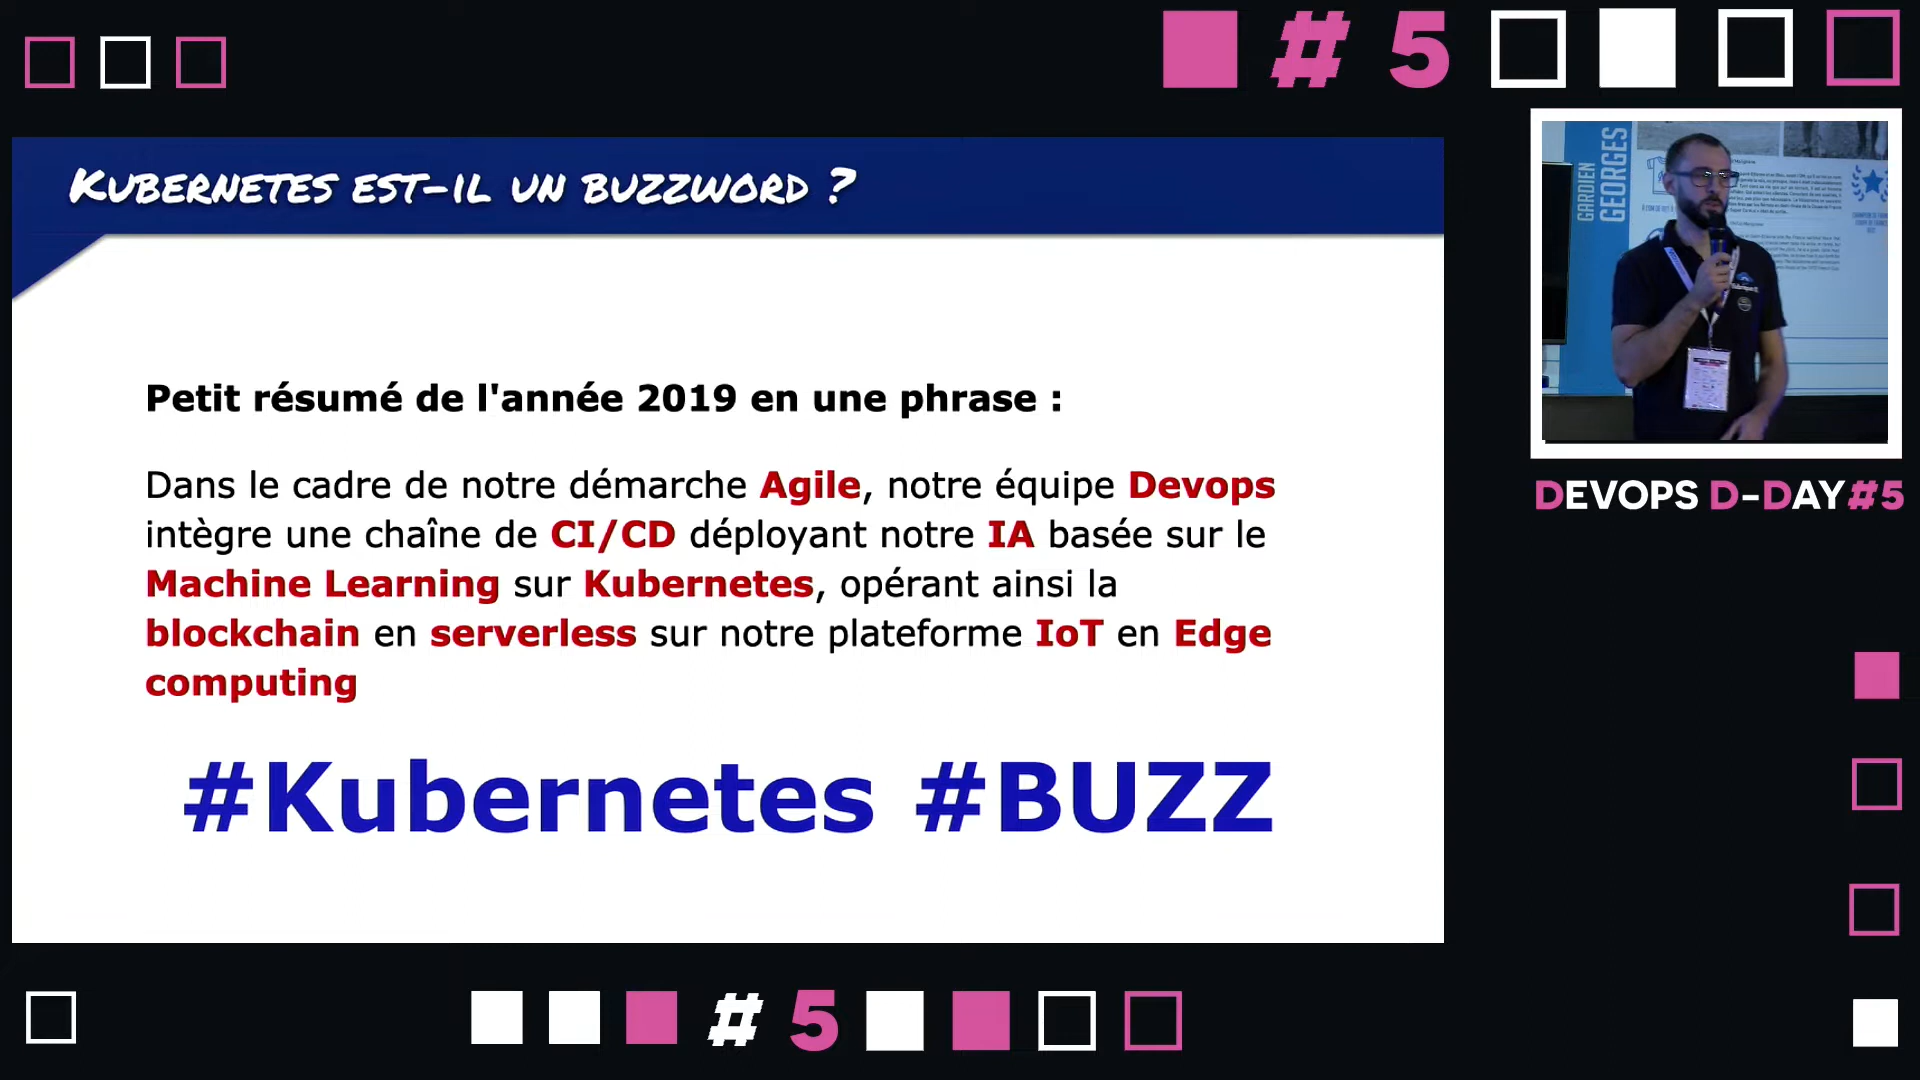 # 5
KUBERNETES EST-IL UN BUZZWORD ?
GARDIEN
GEORGES
Petit résumé de l'année 2019 en une phrase :
Dans le cadre de notre démarche Agile, notre équipe Devops
intègre une chaîne de CI/CD déployant notre IA basée sur le
Machine Learning sur Kubernetes, opérant ainsi la
blockchain en serverless sur notre plateforme IoT en Edge
computing
#Kubernetes #BUZZ
DEVOPS D-DAY#5
# 5